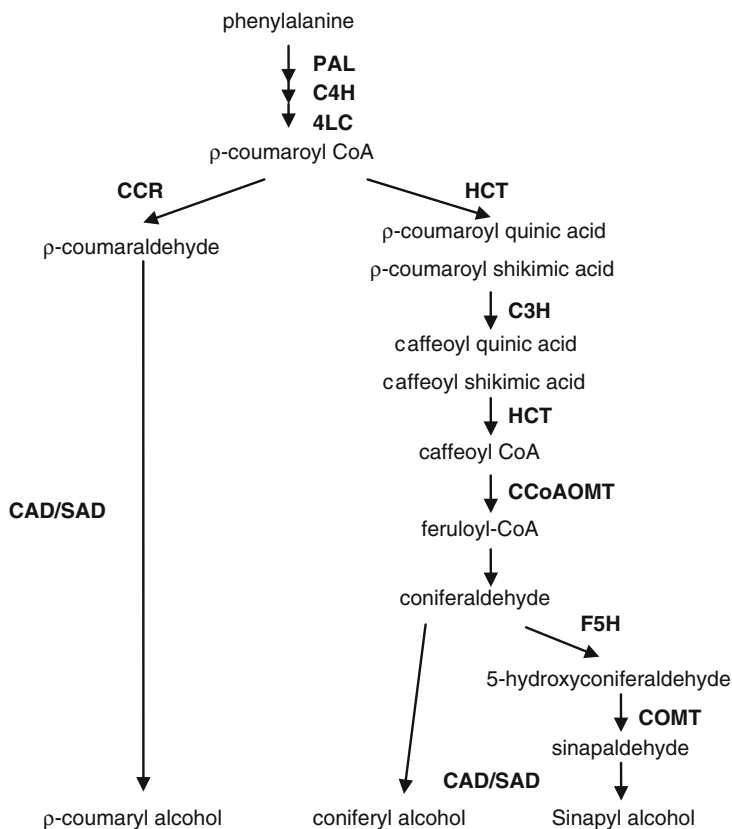 phenylalanine
PAL
C4H
4LC
ρ-coumaroyl CoA
CCR
HCT
ρ-coumaraldehyde
ρ-coumaroyl quinic acid
ρ-coumaroyl shikimic acid
C3H
caffeoyl quinic acid
caffeoyl shikimic acid
HCT
caffeoyl CoA
CCoAOMT
CAD/SAD
feruloyl-CoA
coniferaldehyde
F5H
5-hydroxyconiferaldehyde
COMT
sinapaldehyde
CAD/SAD
ρ-coumaryl alcohol
coniferyl alcohol
Sinapyl alcohol